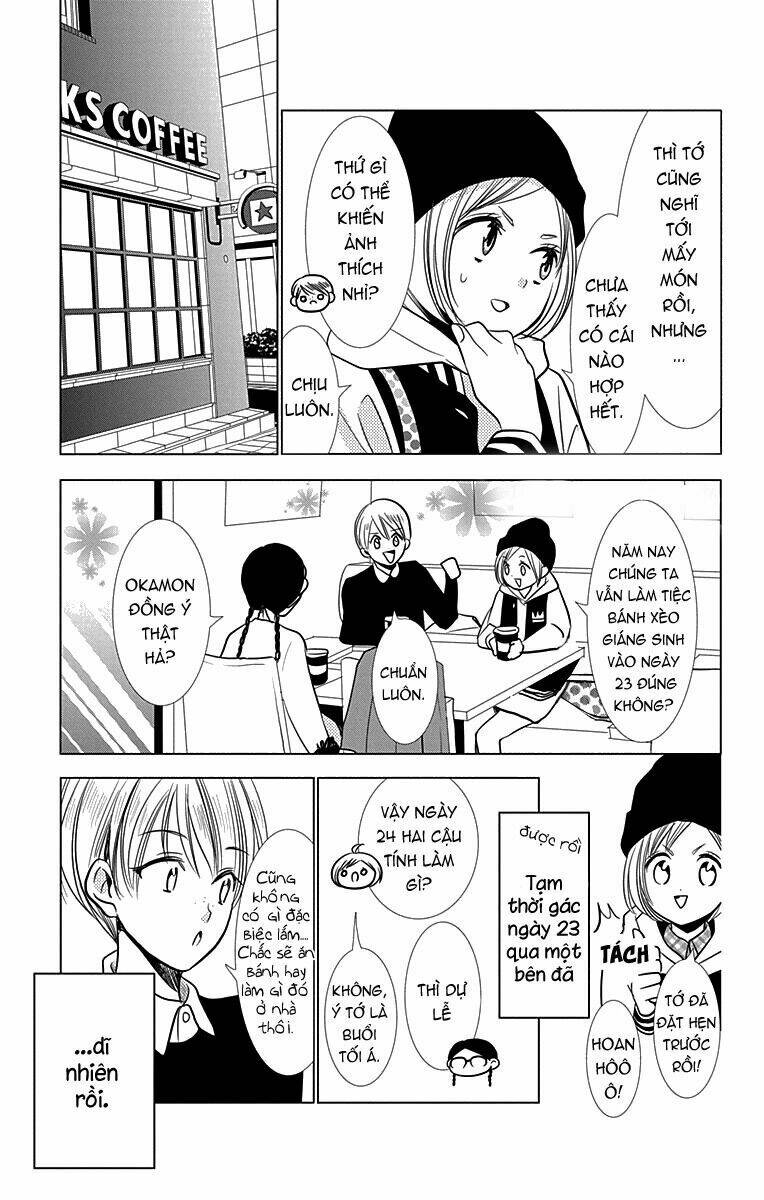 KS COFFEE
THÌ TỚ
CŨNG
NGHĨ
TỚI
MẤY
MÓN
RỒI,
NHƯNG
...
CHƯA
THẤY
CÓ CÁI
NÀO
HỢP
HẾT.
THỨ GÌ
CÓ THỂ
KHIẾN
ẢNH
THÍCH
NHỈ?
CHỊU
LUÔN.
NĂM NAY
CHÚNG TA
VẪN LÀM TIỆC
BÁNH XÈO
GIÁNG SINH
VÀO NGÀY
23 ĐÚNG
KHÔNG?
CHUẨN
LUÔN.
OKAMON
ĐỒNG Ý
THẬT
HẢ?
TÁCH
TỚ ĐÃ
ĐẶT HẸN
TRƯỚC
RỒI!
HOAN
HÔÔ
Ô!
được rồi
Tạm
thời gác
ngày 23
qua một
bên đã
VẬY NGÀY
24 HAI CẬU
TÍNH LÀM
GÌ?
THÌ DỰ
LỄ
KHÔNG,
Ý TỚ LÀ
BUỔI
TỐI Á.
Cũng
không
có gì đặc
biệc lắm....
Chắc sẽ ăn
bánh hay
làm gì đó
ở nhà
thôi.
...dĩ
nhiên
rồi.